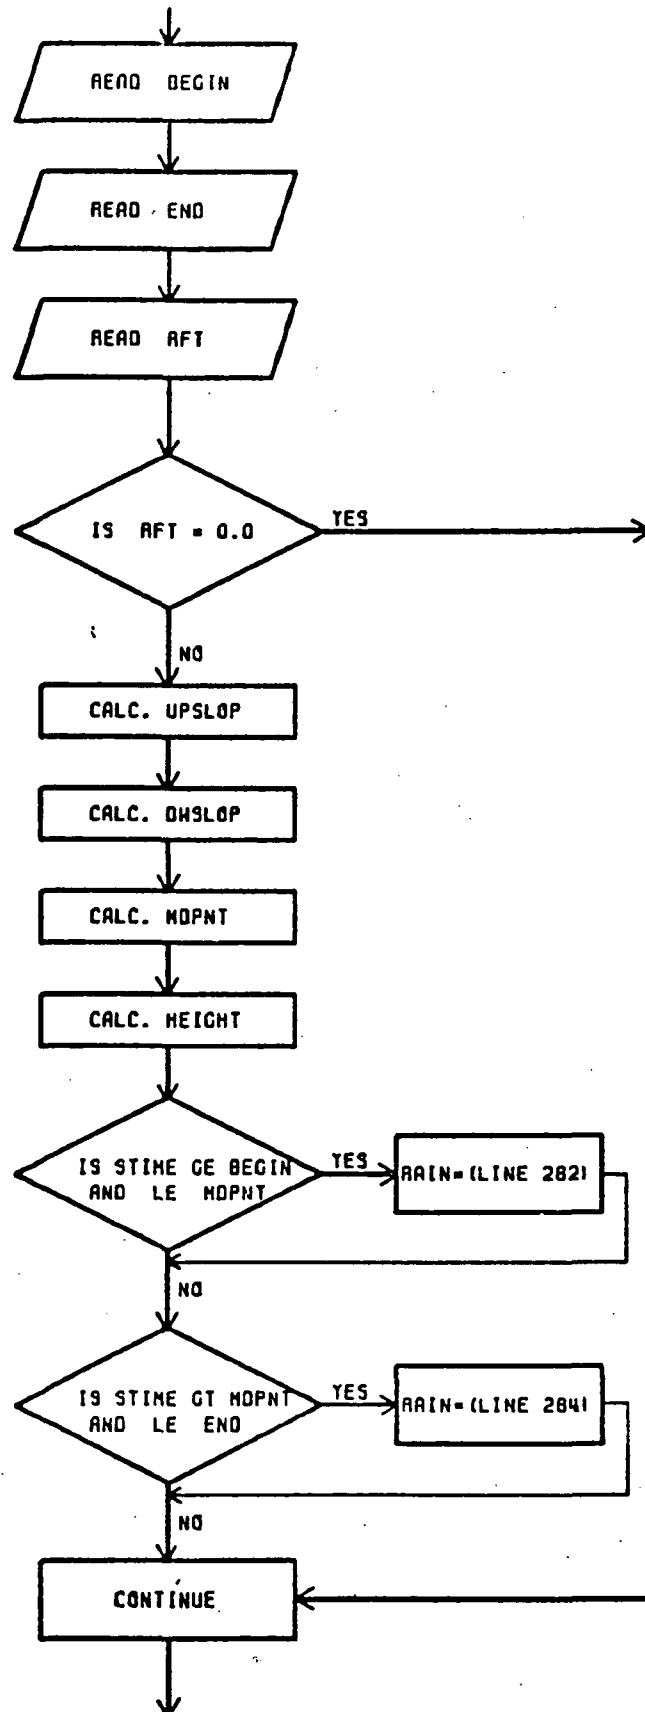 READ BEGIN
READ END
READ RFT
IS RFT = 0.0
YES
NO
CALC. UPSLOP
CALC. DWSLOP
CALC. MDPNT
CALC. HEIGHT
IS STIME GE BEGIN
AND LE MDPNT
YES
RAIN=(LINE 282)
NO
IS STIME GT MDPNT
AND LE END
YES
RAIN=(LINE 284)
NO
CONTINUE